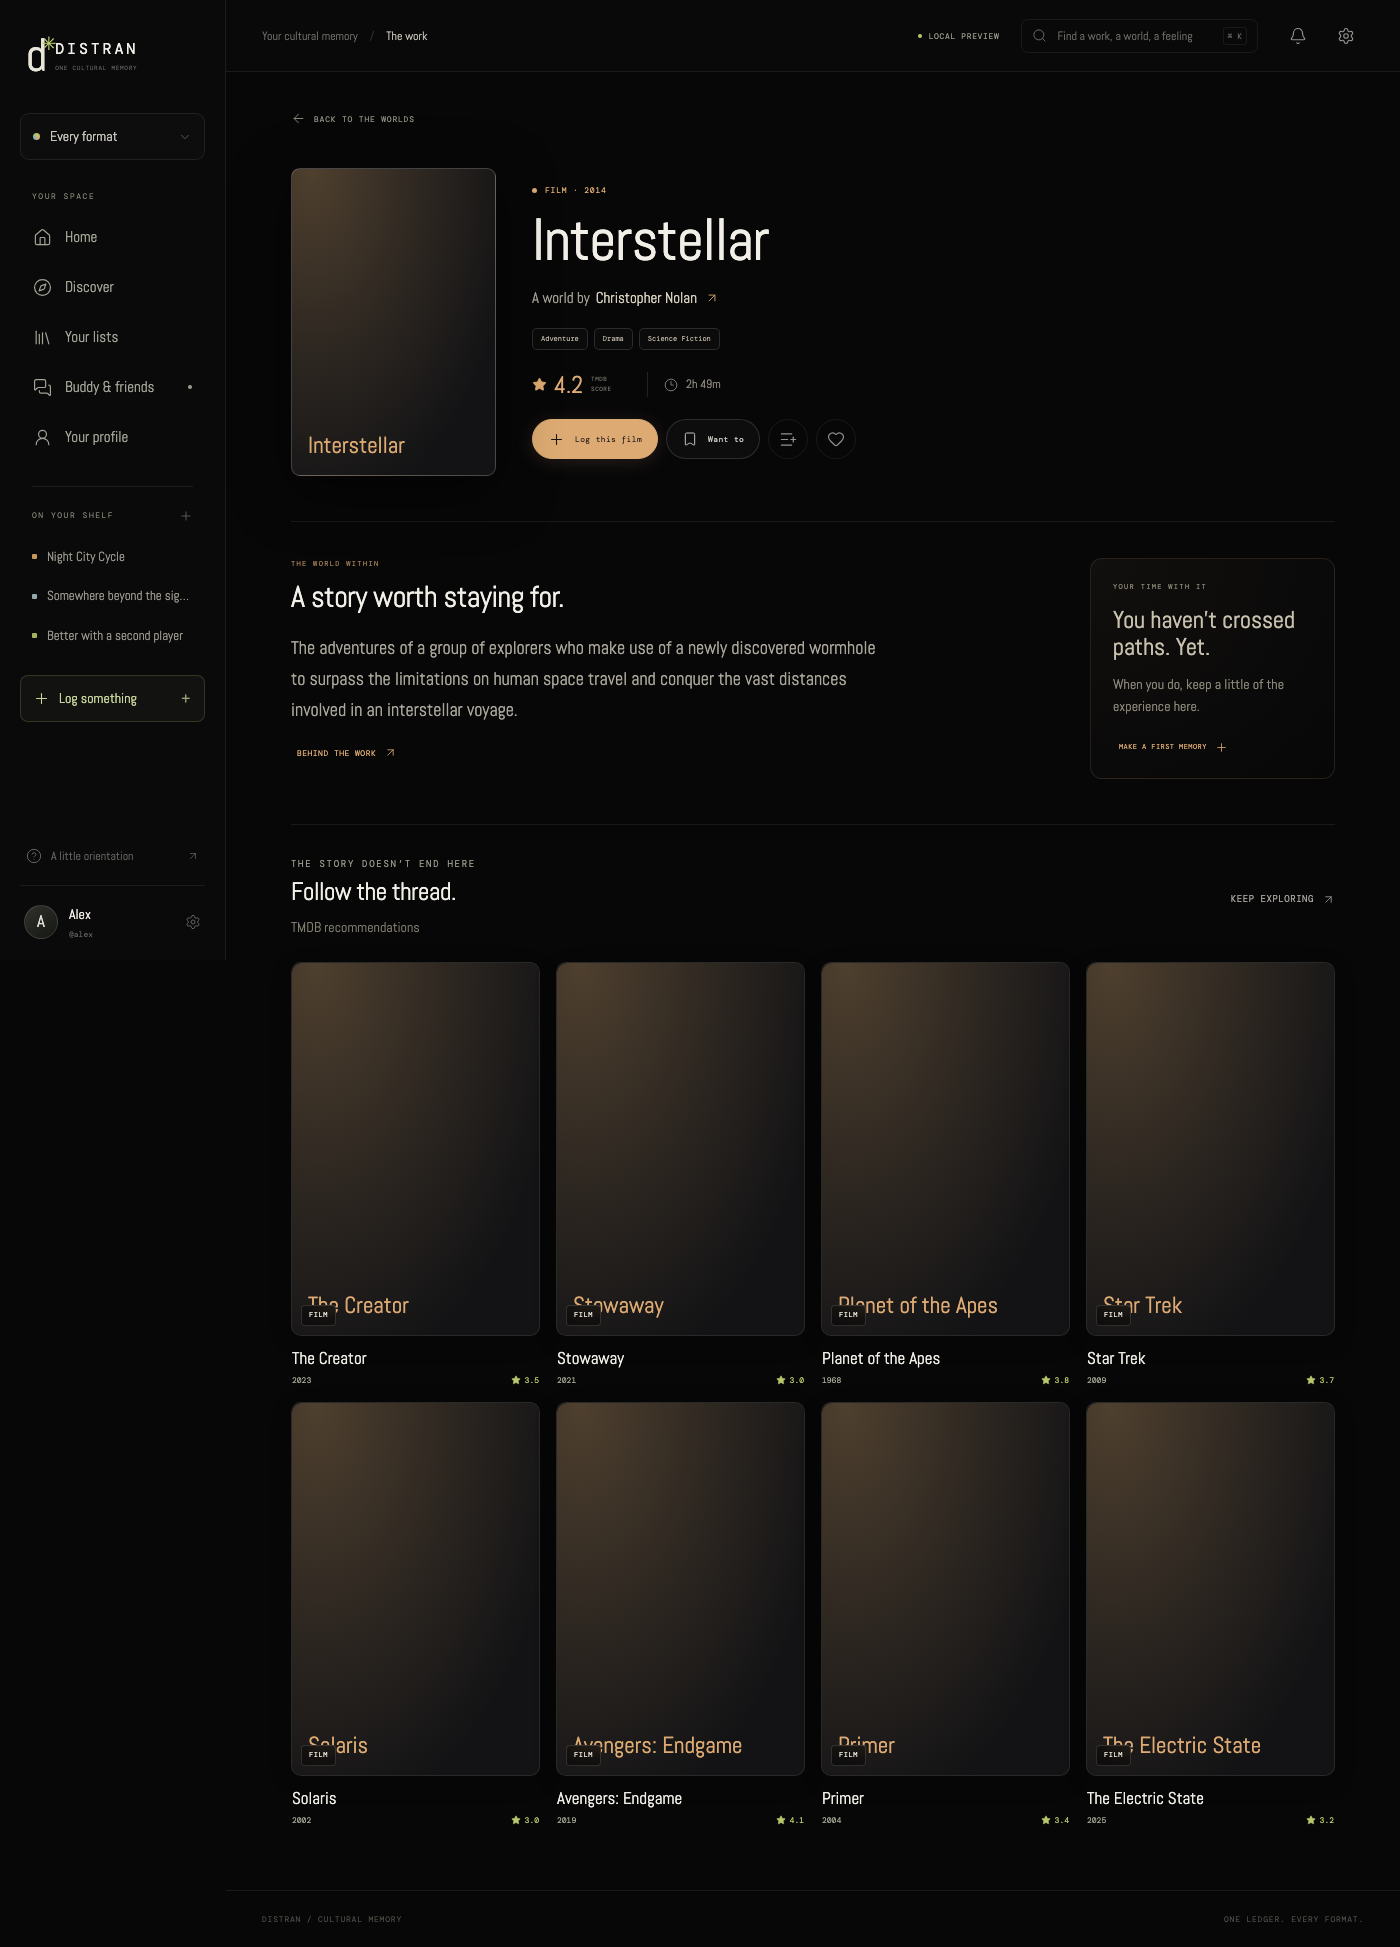 d*DISTRAN
ONE CULTURAL MEMORY
Every format
YOUR SPACE
Home
Discover
Your lists
Buddy & friends
Your profile
ON YOUR SHELF
Night City Cycle
Somewhere beyond the sig...
Better with a second player
Log something
A little orientation
A
Alex
@alex
Your cultural memory / The work
LOCAL PREVIEW
Find a work, a world, a feeling
⌘ K
BACK TO THE WORLDS
Interstellar
FILM · 2014
Interstellar
A world by Christopher Nolan
Adventure
Drama
Science Fiction
4.2
TMDB
SCORE
2h 49m
Log this film
Want to
THE WORLD WITHIN
A story worth staying for.
The adventures of a group of explorers who make use of a newly discovered wormhole
to surpass the limitations on human space travel and conquer the vast distances
involved in an interstellar voyage.
BEHIND THE WORK
YOUR TIME WITH IT
You haven't crossed
paths. Yet.
When you do, keep a little of the
experience here.
MAKE A FIRST MEMORY
THE STORY DOESN'T END HERE
Follow the thread.
TMDB recommendations
KEEP EXPLORING
The Creator
FILM
The Creator
2023
3.5
Stowaway
FILM
Stowaway
2021
3.0
Planet of the Apes
FILM
Planet of the Apes
1968
3.8
Star Trek
FILM
Star Trek
2009
3.7
Solaris
FILM
Solaris
2002
3.0
Avengers: Endgame
FILM
Avengers: Endgame
2019
4.1
Primer
FILM
Primer
2004
3.4
The Electric State
FILM
The Electric State
2025
3.2
DISTRAN / CULTURAL MEMORY
ONE LEDGER. EVERY FORMAT.